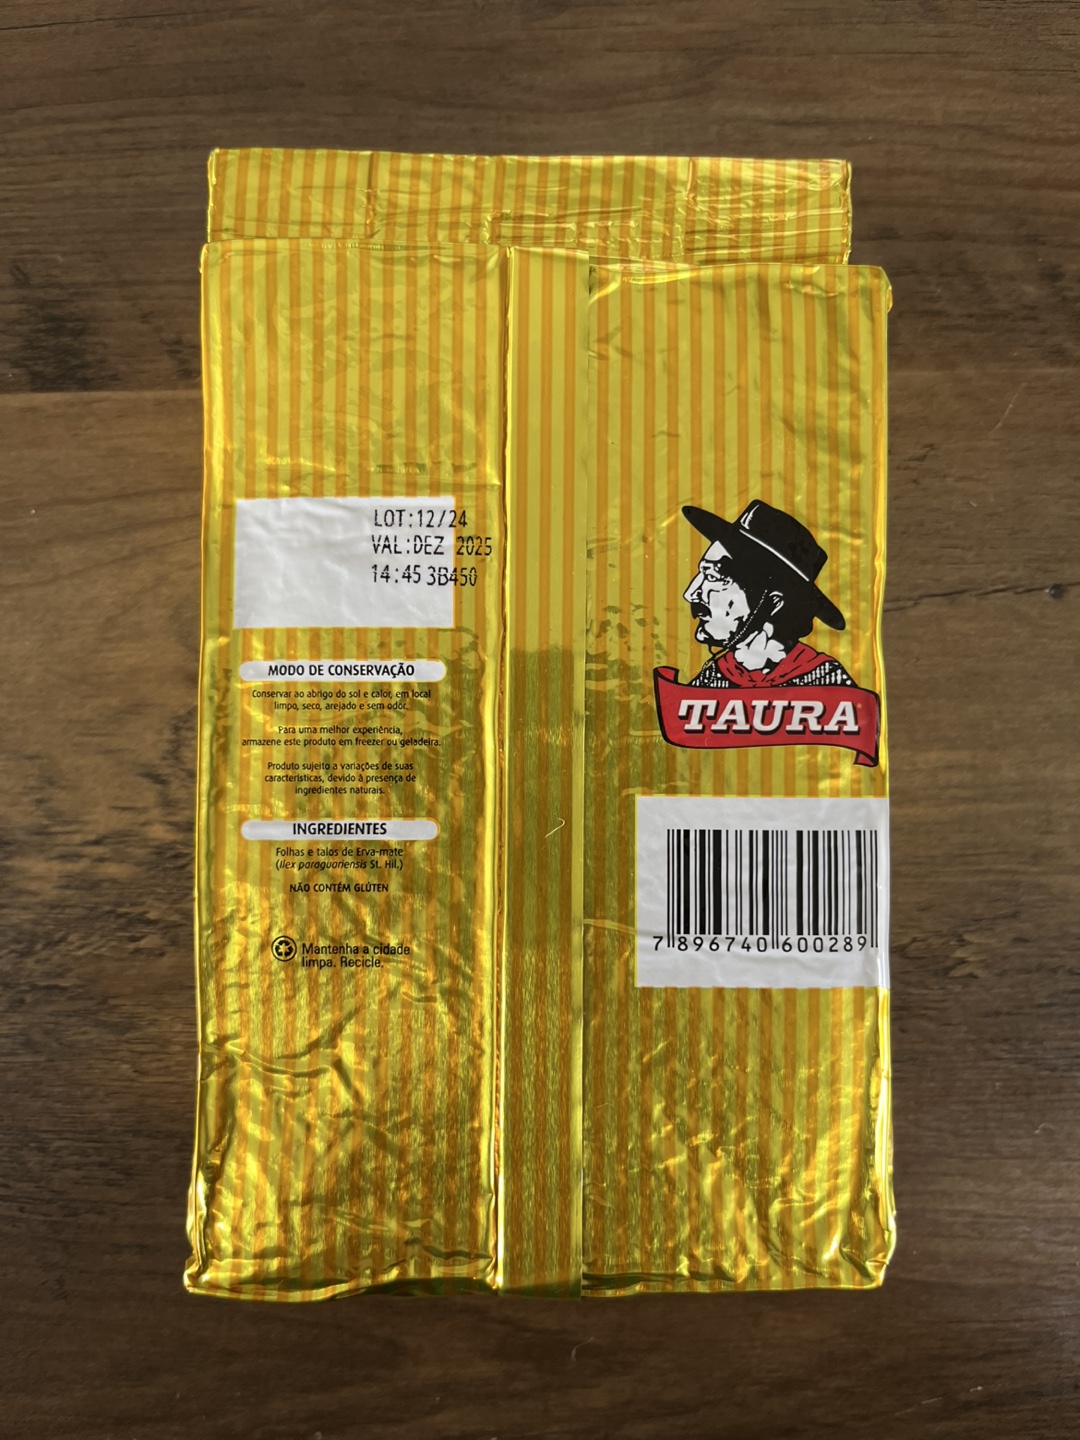 LOT:12/24
VAL:DEZ 2025
14:45 3B450
MODO DE CONSERVAÇÃO
Conservar ao abrigo do sol e calor, em local
limpo, seco, arejado e sem odor.
Para uma melhor experiência,
armazene este produto em freezer ou geladeira.
Produto sujeito a variações de suas
características, devido à presença de
ingredientes naturais.
INGREDIENTES
Folhas e talos de Erva-mate
(Ilex paraguariensis St. Hil.)
NÃO CONTÉM GLÚTEN
Mantenha a cidade
limpa. Recicle.
TAURA
7 896740 600289